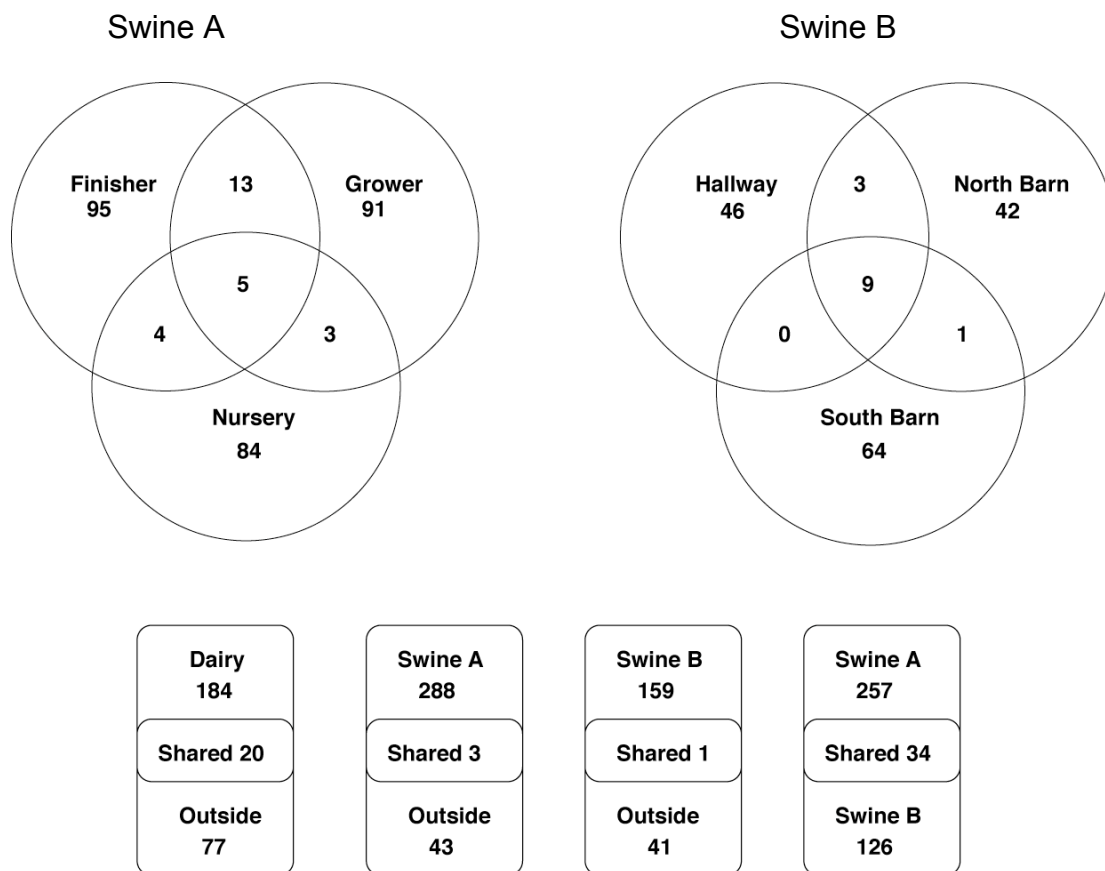 Swine A
Swine B
Finisher
95
13
Grower
91
5
4
3
Nursery
84
Hallway
46
3
North Barn
42
9
0
1
South Barn
64
Dairy
184
Shared 20
Outside
77
Swine A
288
Shared 3
Outside
43
Swine B
159
Shared 1
Outside
41
Swine A
257
Shared 34
Swine B
126